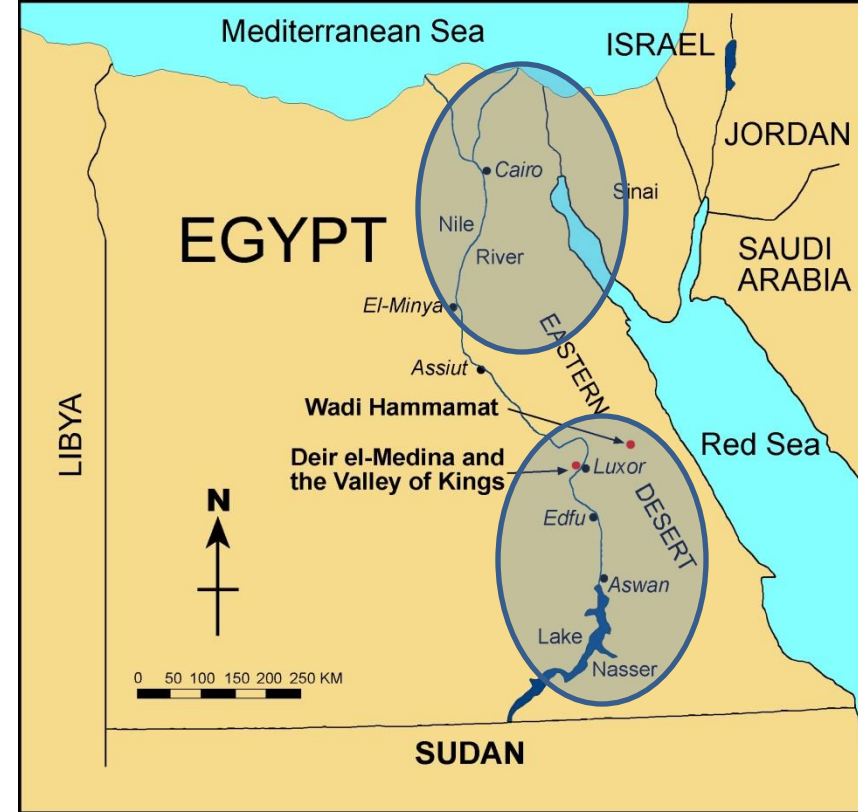 Mediterranean Sea
ISRAEL
JORDAN
Cairo
Sinai
Nile
River
EGYPT
SAUDI
ARABIA
El-Minya
EASTERN
Assiut
Wadi Hammamat
LIBYA
Red Sea
Deir el-Medina and
the Valley of Kings
Luxor
DESERT
N
Edfu
Aswan
Lake
Nasser
0 50 100 150 200 250 KM
SUDAN